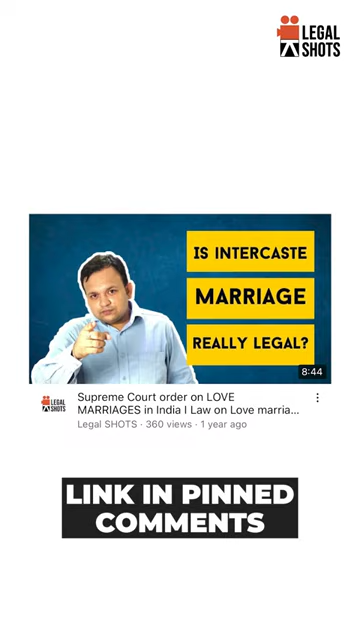 LEGAL
SHOTS
IS INTERCASTE
MARRIAGE
REALLY LEGAL?
8:44
LEGAL
SHOTS
Supreme Court order on LOVE
MARRIAGES in India I Law on Love marria...
Legal SHOTS · 360 views · 1 year ago
LINK IN PINNED
COMMENTS